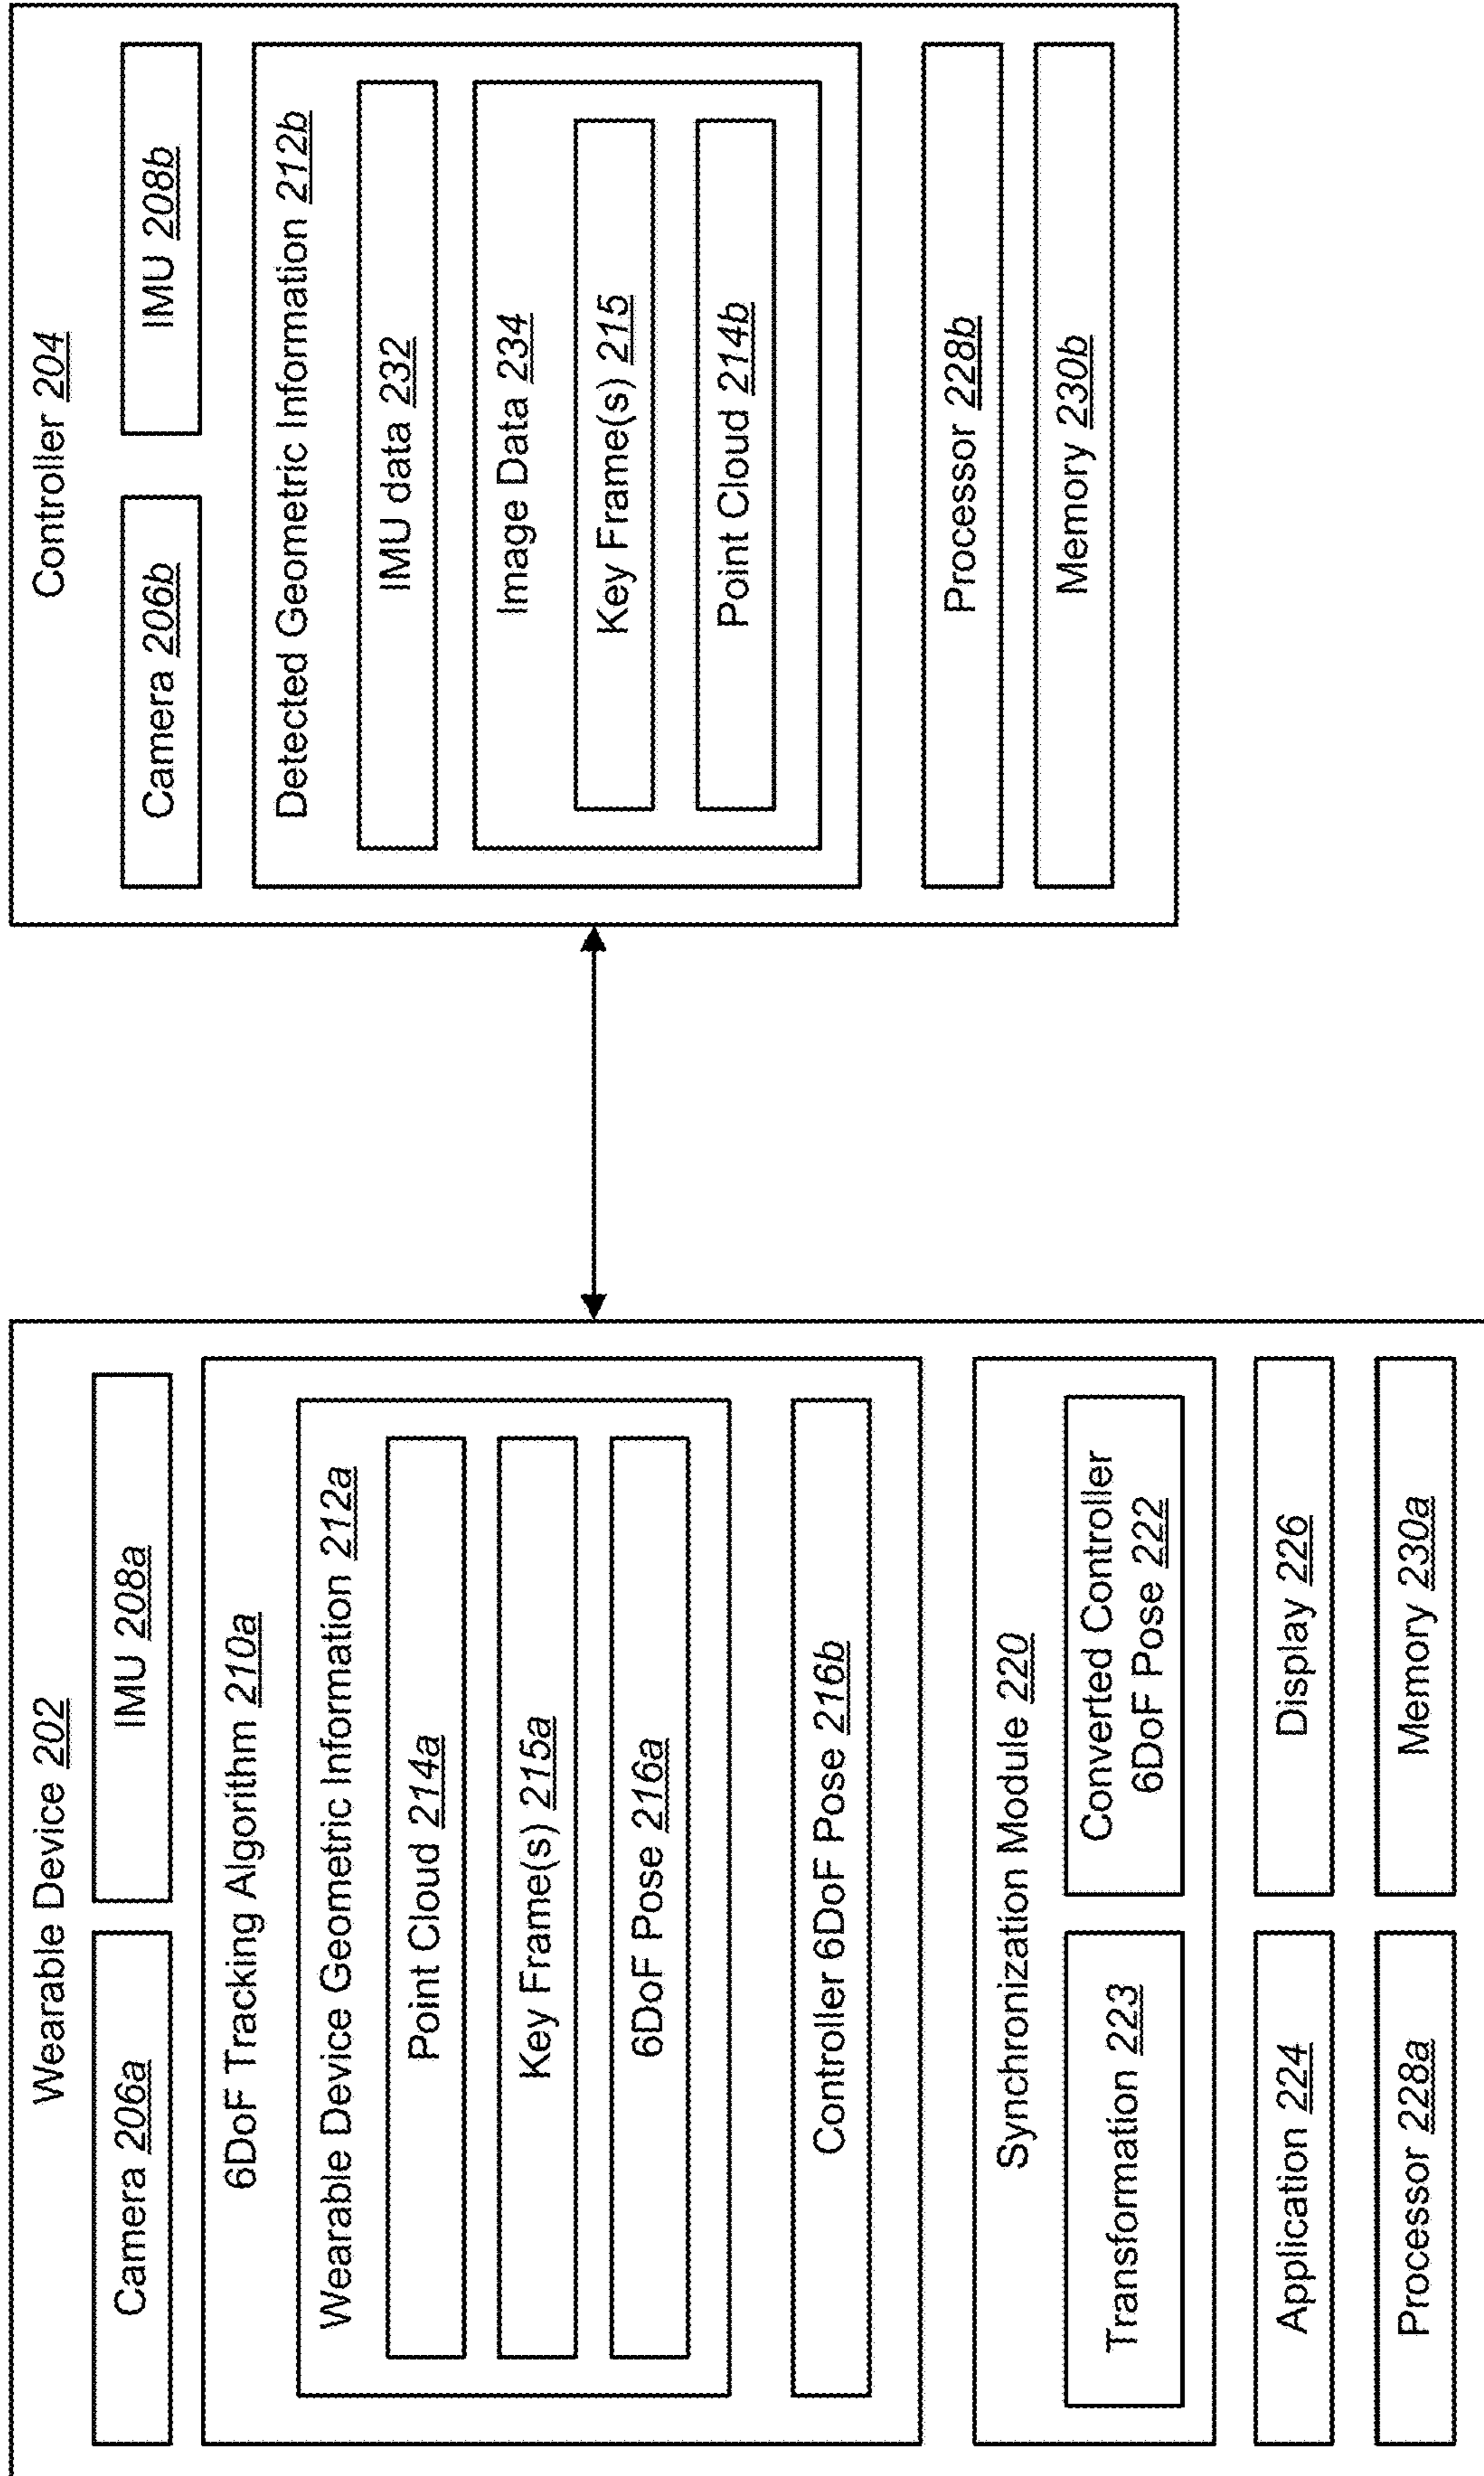 Wearable Device 202
Camera 206a
IMU 208a
6DoF Tracking Algorithm 210a
Wearable Device Geometric Information 212a
Point Cloud 214a
Key Frame(s) 215a
6DoF Pose 216a
Controller 6DoF Pose 216b
Synchronization Module 220
Transformation 223
Converted Controller
6DoF Pose 222
Application 224
Display 226
Processor 228a
Memory 230a
Controller 204
Camera 206b
IMU 208b
Detected Geometric Information 212b
IMU data 232
Image Data 234
Key Frame(s) 215
Point Cloud 214b
Processor 228b
Memory 230b